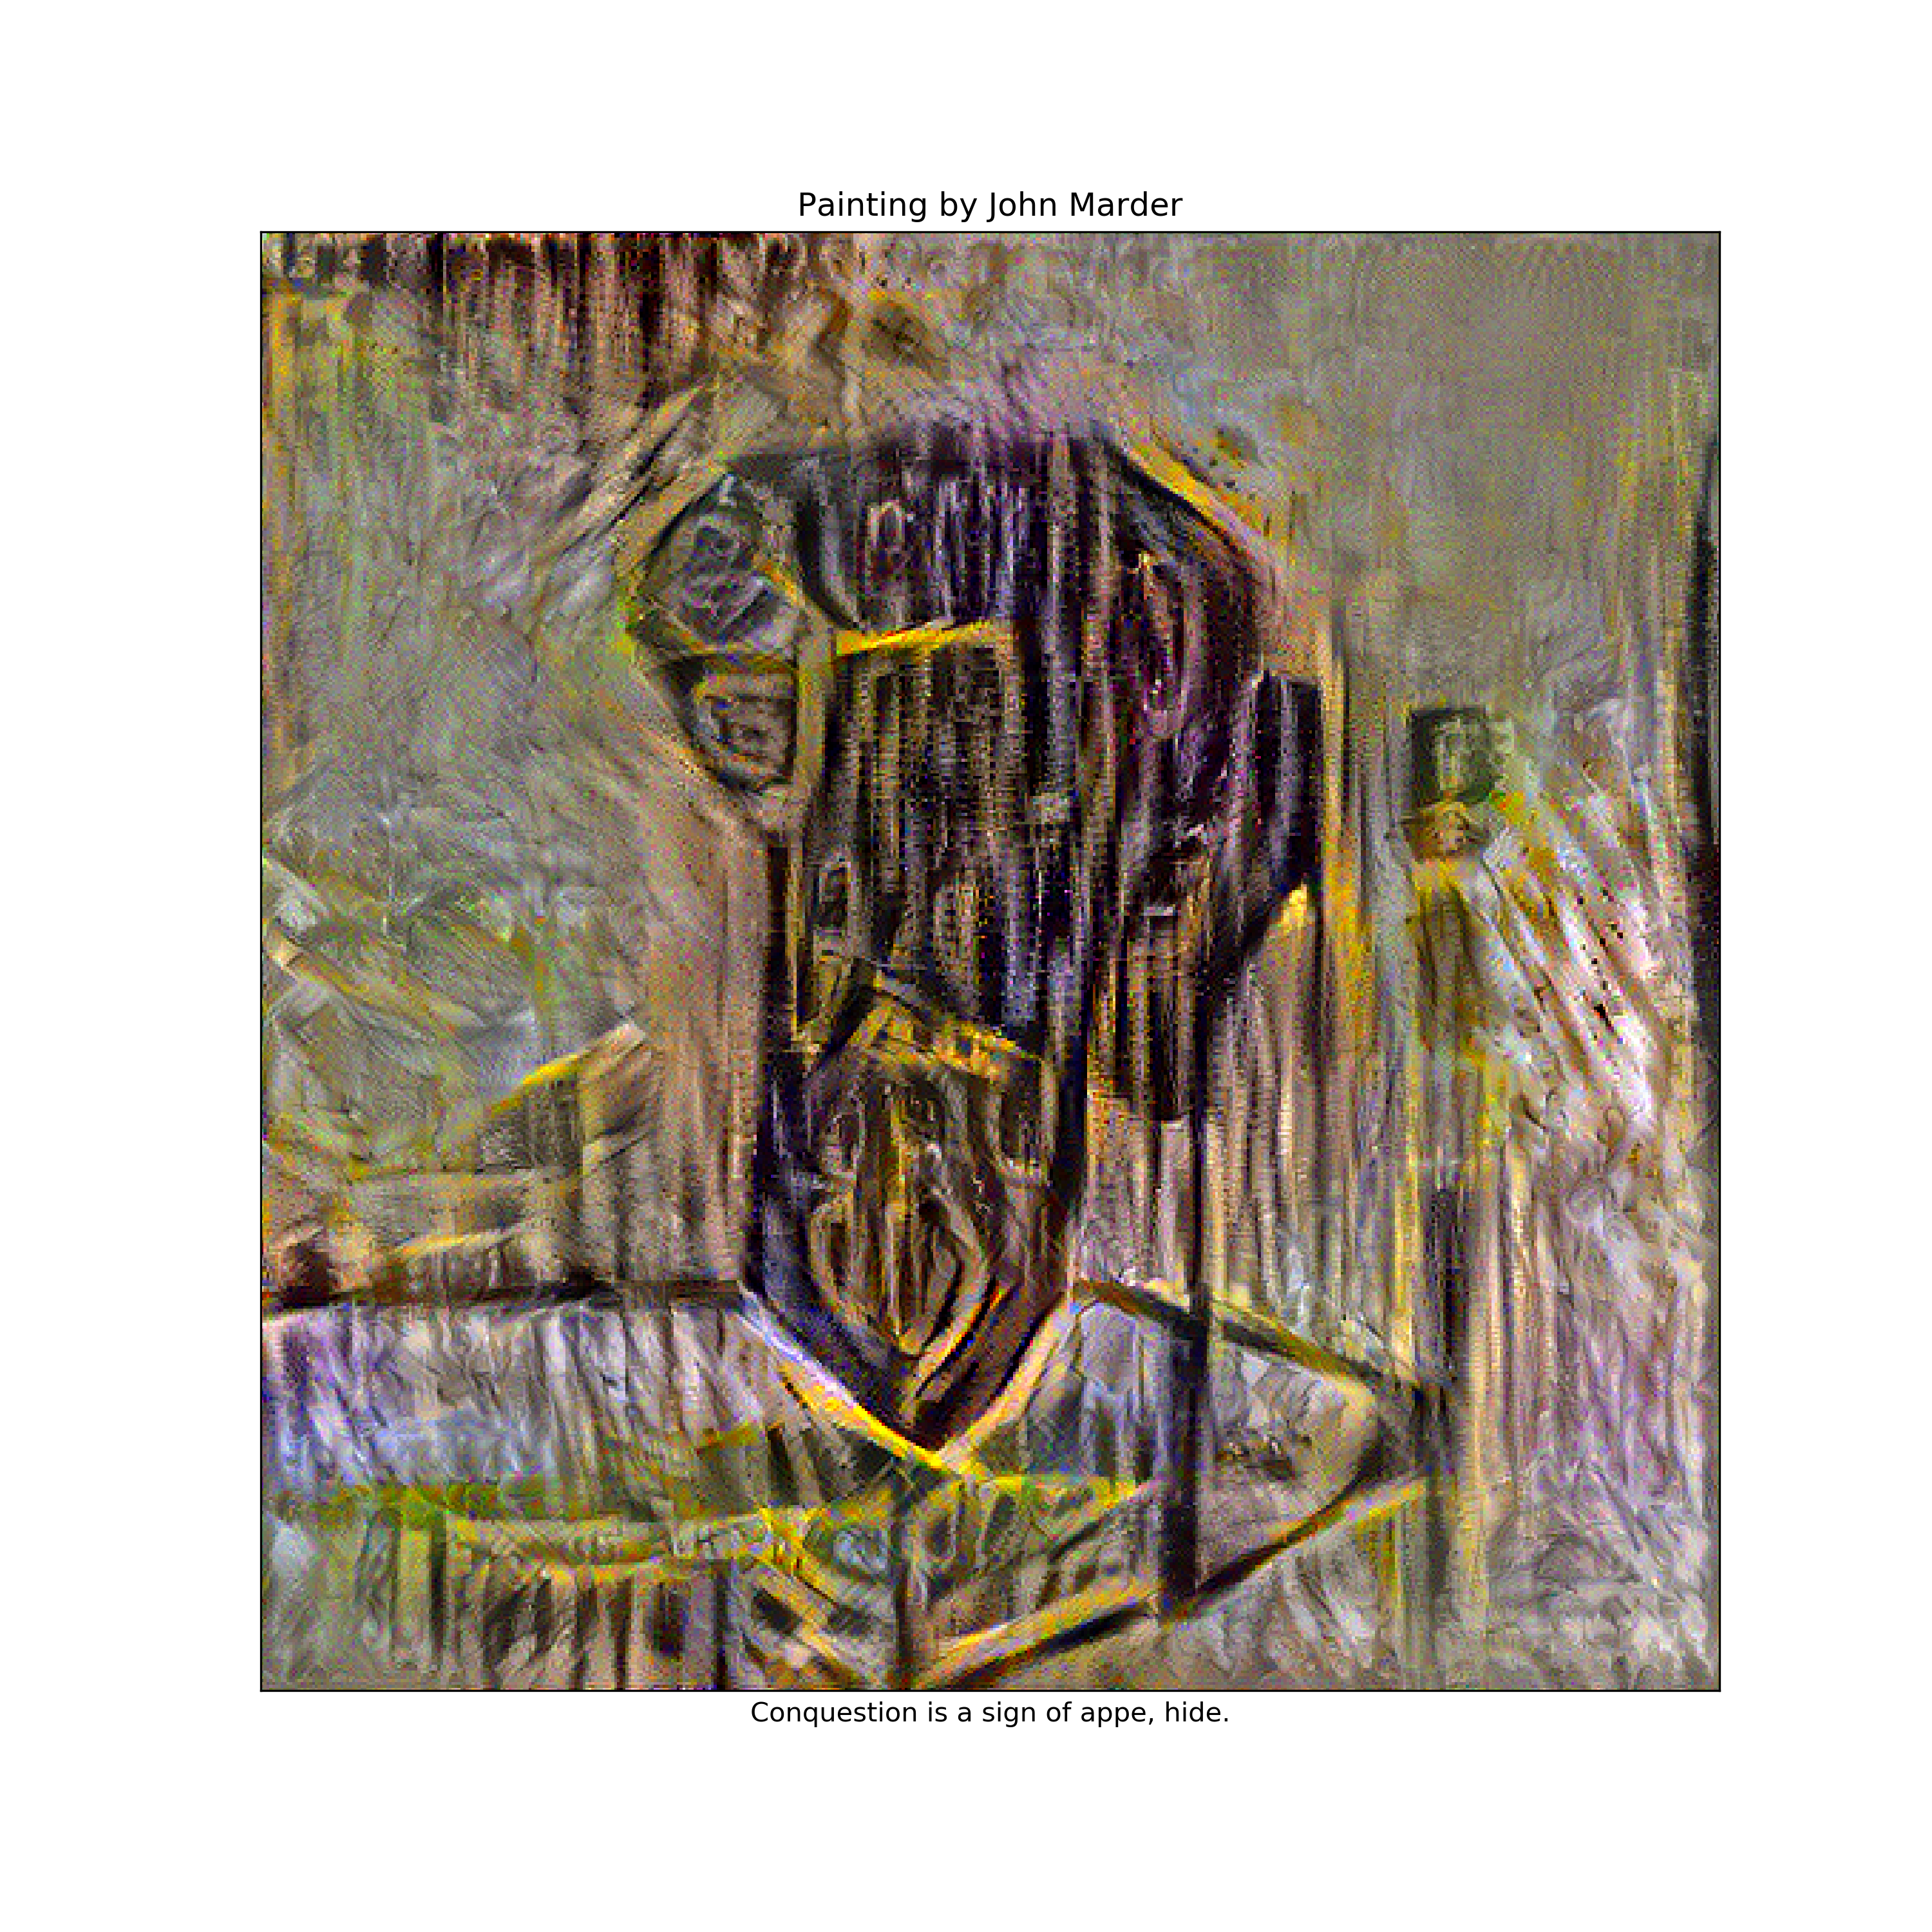 Painting by John Marder
Conquestion is a sign of appe, hide.